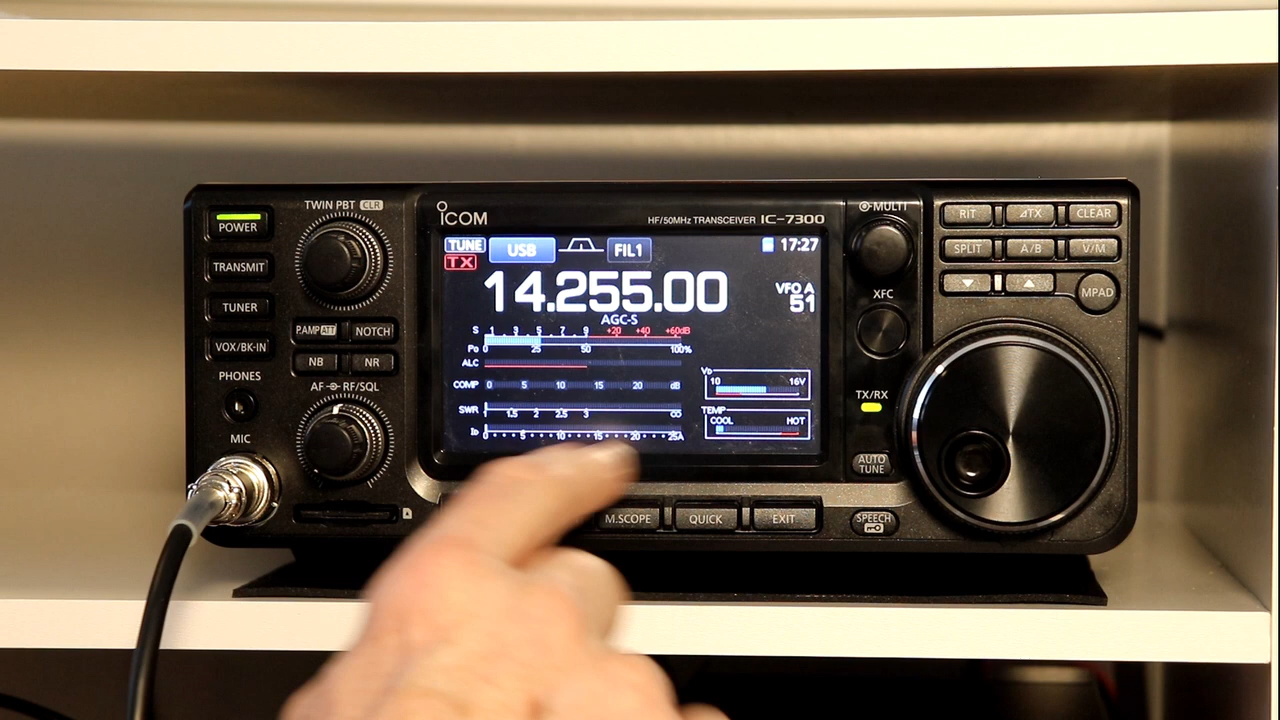 TWIN PBT CLR
POWER
TRANSMIT
TUNER
VOX/BK-IN
P.AMP ATT
NOTCH
NB
NR
PHONES
AF RF/SQL
MIC
ICOM
HF/50MHz TRANSCEIVER IC-7300
TUNE
USB
FIL1
17:27
TX
14.255.00
VFO A
51
AGC-S
S 1 3 5 7 9 +20 +40 +60dB
Po 0 25 50 100%
ALC
COMP 0 5 10 15 20 dB
SWR 1 1.5 2 2.5 3 ∞
ID 0 5 10 15 20 25A
VD
10 16V
TEMP
COOL HOT
M.SCOPE
QUICK
EXIT
MULTI
XFC
TX/RX
AUTO
TUNE
SPEECH
RIT
⊿TX
CLEAR
SPLIT
A/B
V/M
▼
▲
MPAD